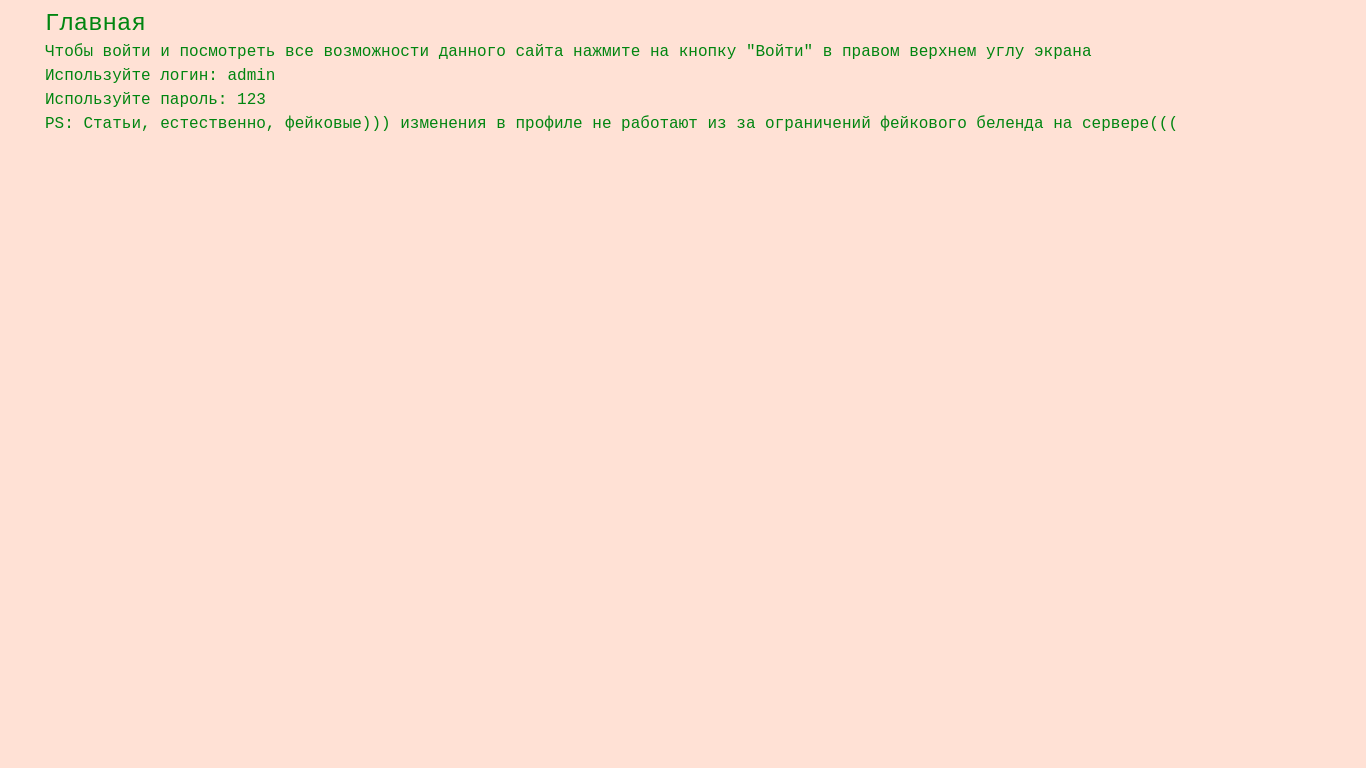 Главная
Чтобы войти и посмотреть все возможности данного сайта нажмите на кнопку "Войти" в правом верхнем углу экрана
Используйте логин: admin
Используйте пароль: 123
PS: Статьи, естественно, фейковые))) изменения в профиле не работают из за ограничений фейкового беленда на сервере(((